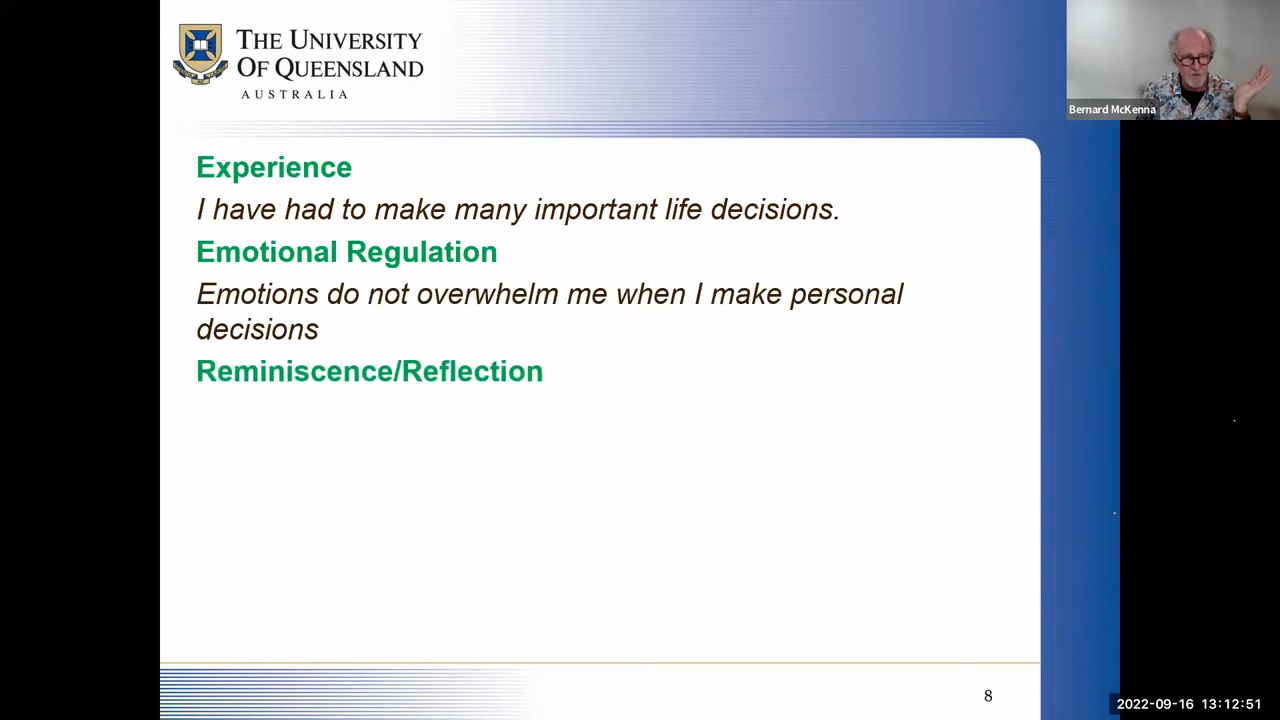 THE UNIVERSITY
OF QUEENSLAND
AUSTRALIA
Bernard McKenna
Experience
I have had to make many important life decisions.
Emotional Regulation
Emotions do not overwhelm me when I make personal
decisions
Reminiscence/Reflection
8
2022-09-16 13:12:51